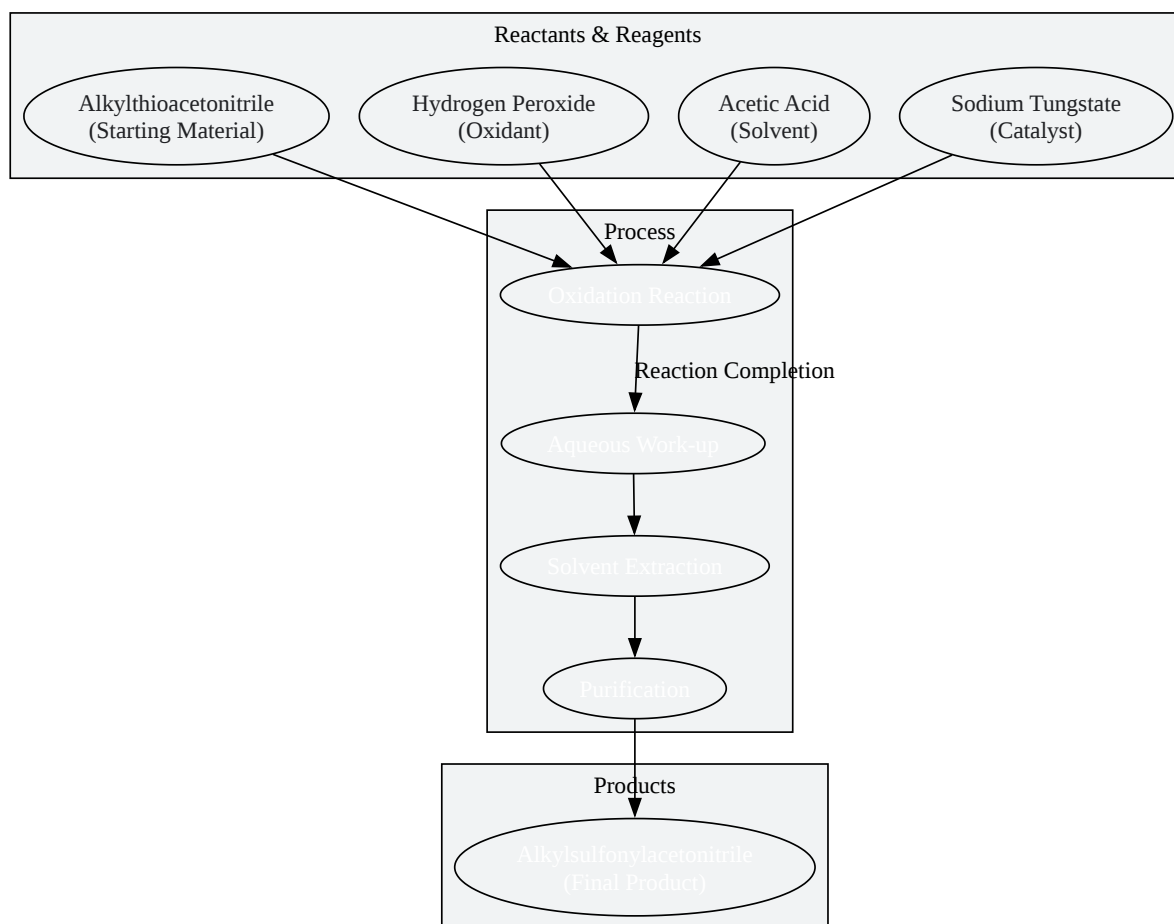 Reactants & Reagents
Alkylthioacetonitrile
(Starting Material)
Hydrogen Peroxide
(Oxidant)
Acetic Acid
(Solvent)
Sodium Tungstate
(Catalyst)
Process
Oxidation Reaction
Reaction Completion
Aqueous Work-up
Solvent Extraction
Purification
Products
Alkylsulfonylacetonitrile
(Final Product)